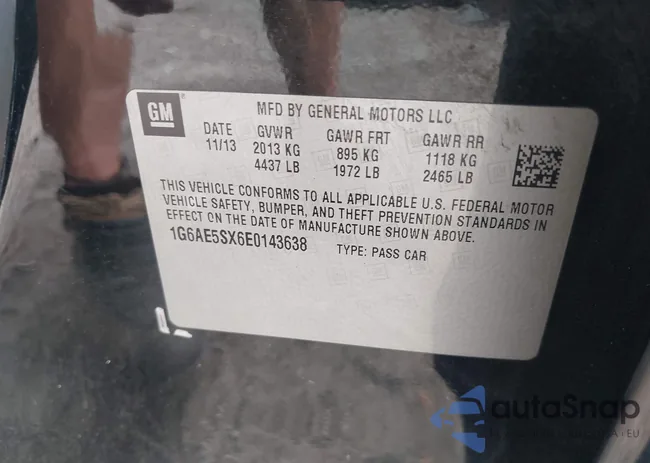 GM
MFD BY GENERAL MOTORS LLC
DATE GVWR GAWR FRT GAWR RR
11/13 2013 KG 895 KG 1118 KG
4437 LB 1972 LB 2465 LB
THIS VEHICLE CONFORMS TO ALL APPLICABLE U.S. FEDERAL MOTOR
VEHICLE SAFETY, BUMPER, AND THEFT PREVENTION STANDARDS IN
EFFECT ON THE DATE OF MANUFACTURE SHOWN ABOVE.
1G6AE5SX6E0143638 TYPE: PASS CAR
autoSnap
EU